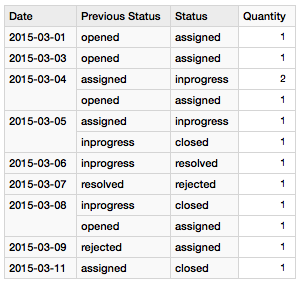 Date Previous Status Status Quantity
2015-03-01 opened assigned 1
2015-03-03 opened assigned 1
2015-03-04 assigned inprogress 2
opened assigned 1
2015-03-05 assigned inprogress 1
inprogress closed 1
2015-03-06 inprogress resolved 1
2015-03-07 resolved rejected 1
2015-03-08 inprogress closed 1
opened assigned 1
2015-03-09 rejected assigned 1
2015-03-11 assigned closed 1